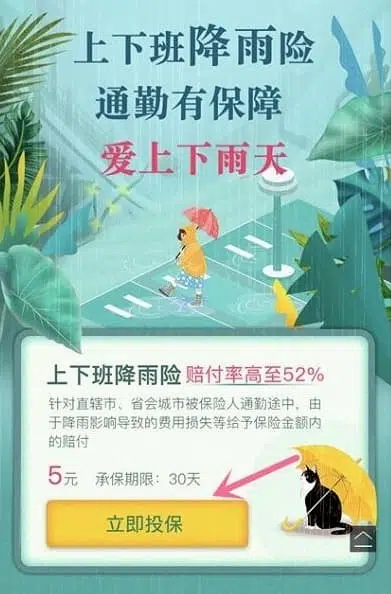 上下班降雨险
通勤有保障
爱上下雨天
上下班降雨险 赔付率高至52%
针对直辖市、省会城市被保险人通勤途中，由
于降雨影响导致的费用损失等给予保险金额内
的赔付
5元 承保期限：30天
立即投保